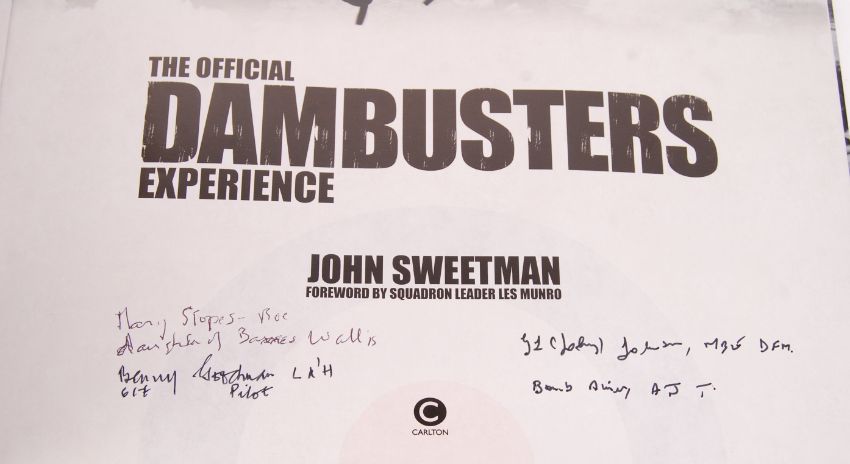 THE OFFICIAL
DAMBUSTERS
EXPERIENCE
JOHN SWEETMAN
FOREWORD BY SQUADRON LEADER LES MUNRO
Mary Stopes-Roe
daughter of Barnes Wallis
Benny Goodman L d'H
617 Pilot
GL (Johnny) Johnson, MBE DFM.
Bomb Aimer, AJ T.
C
CARLTON